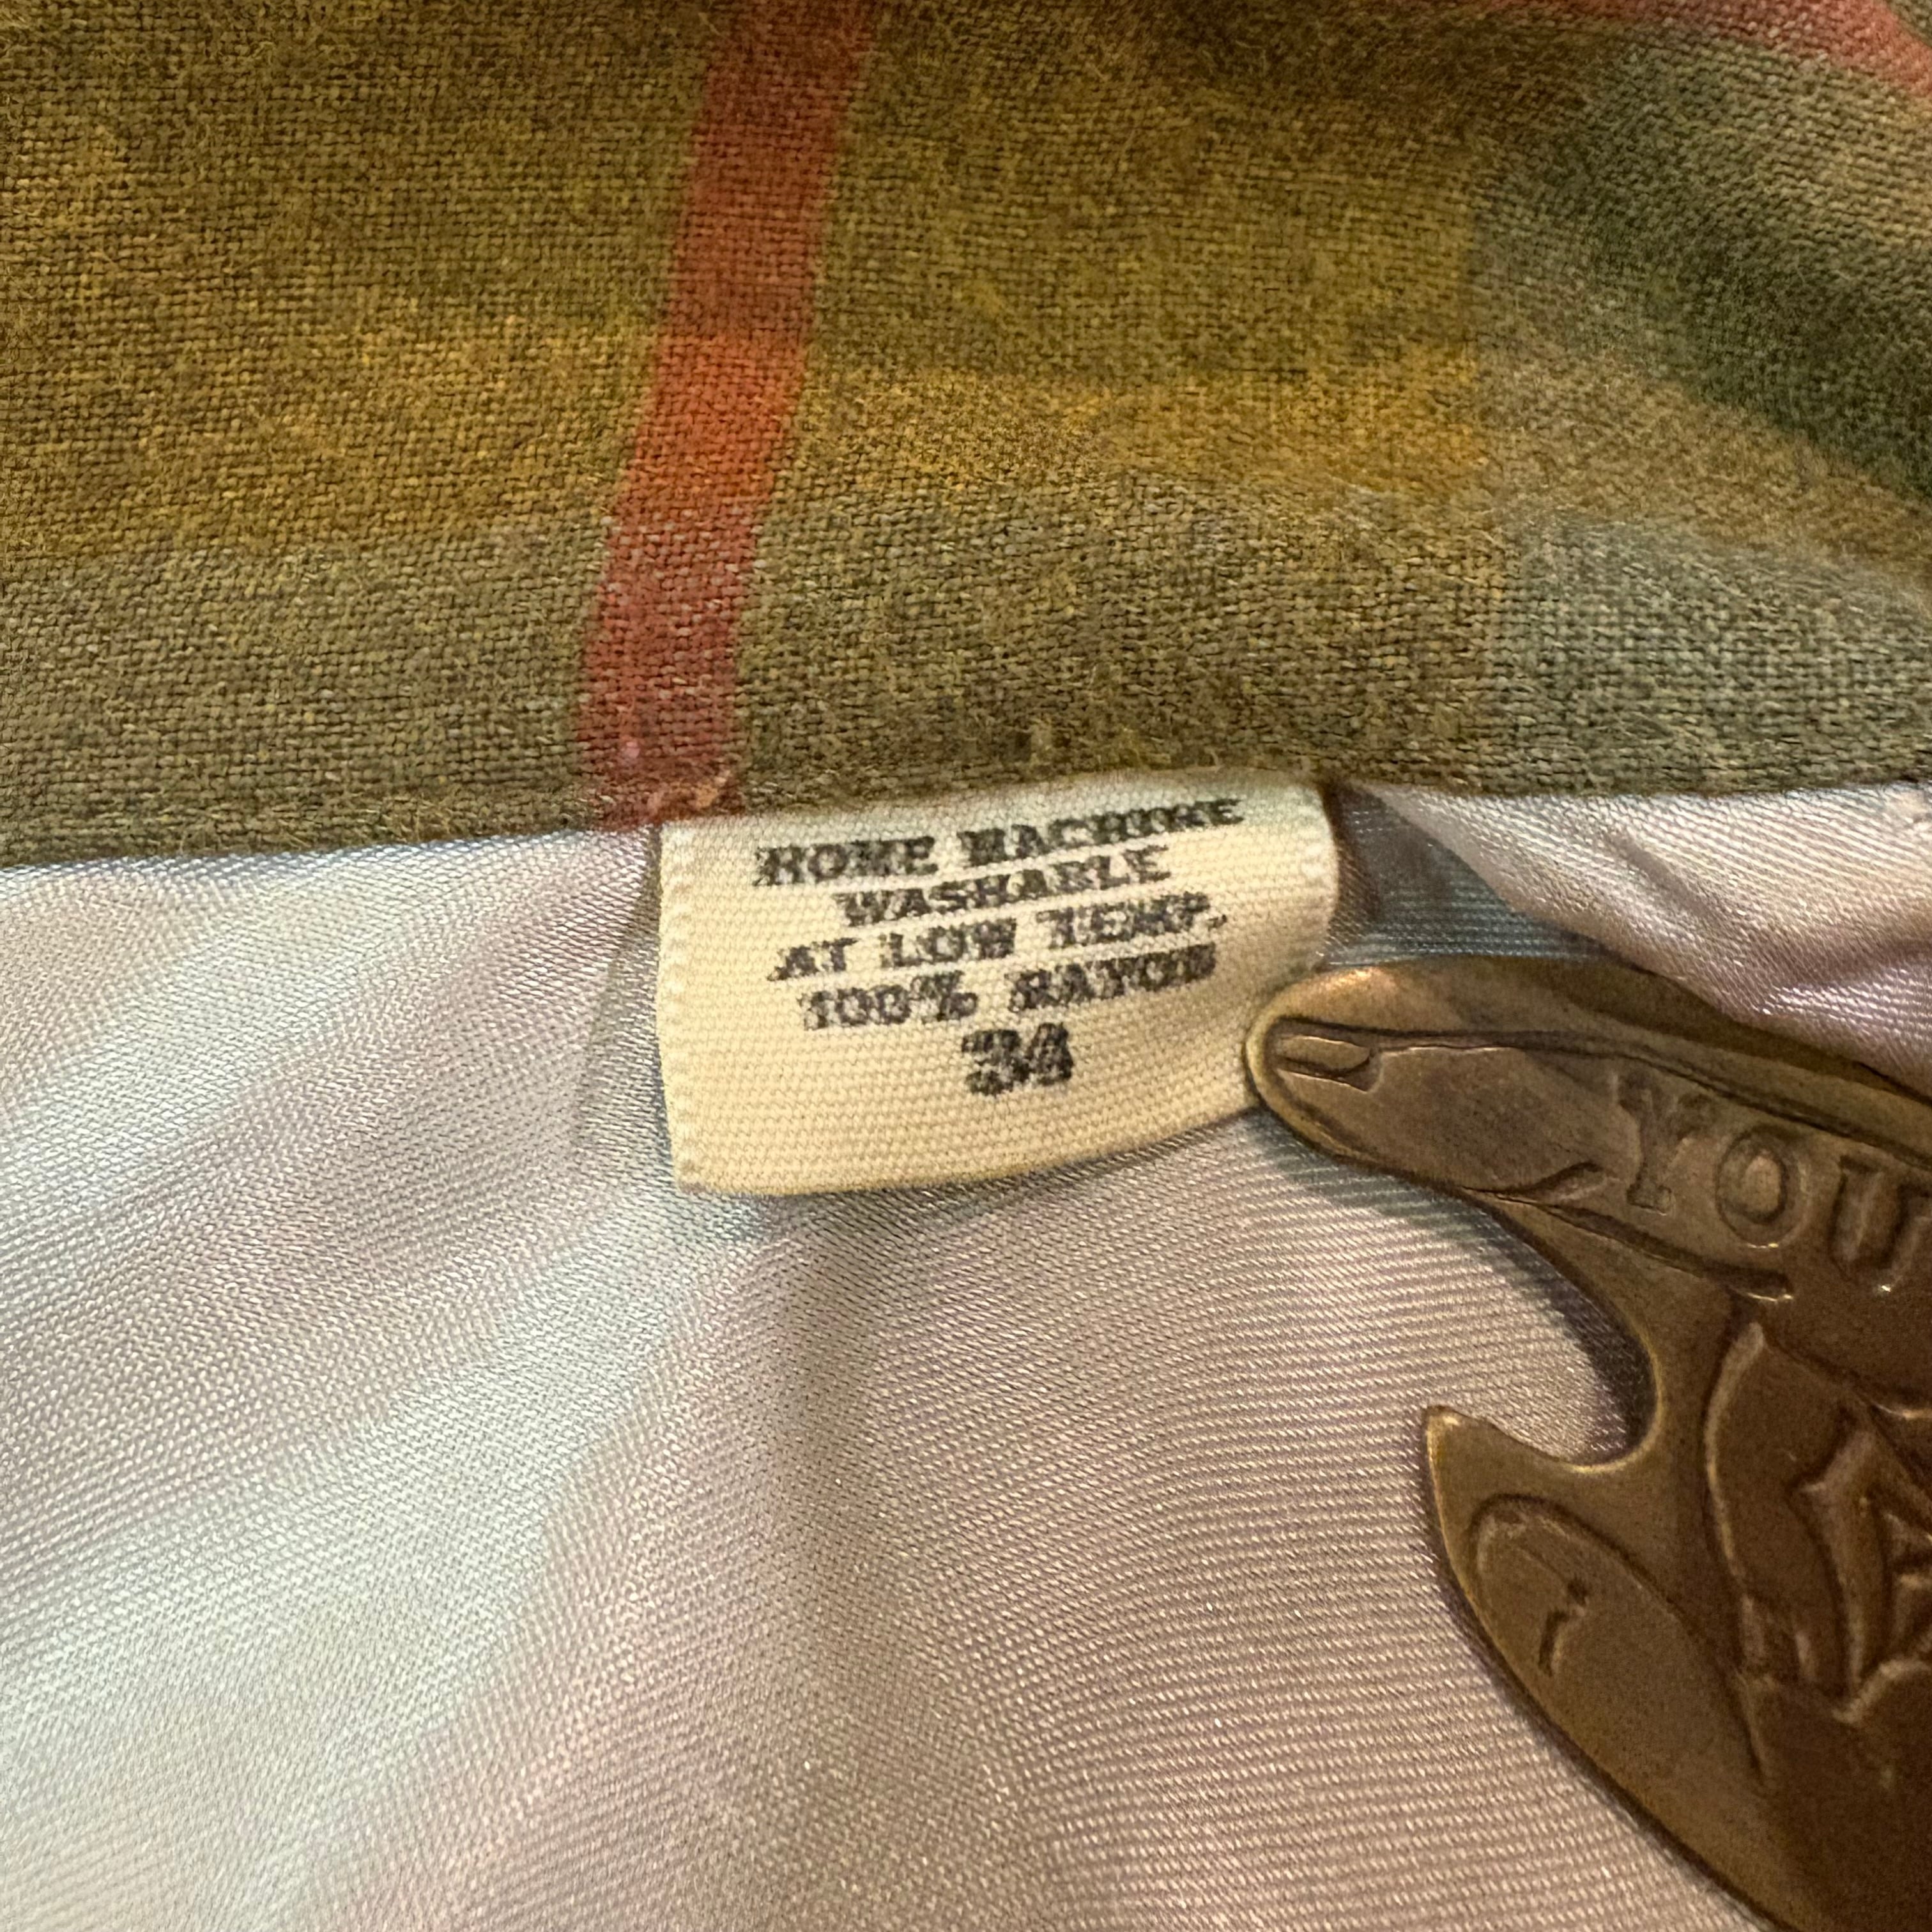 HOME MACHINE
WASHABLE
AT LOW TEMP.
100% RAYON
34
YOU